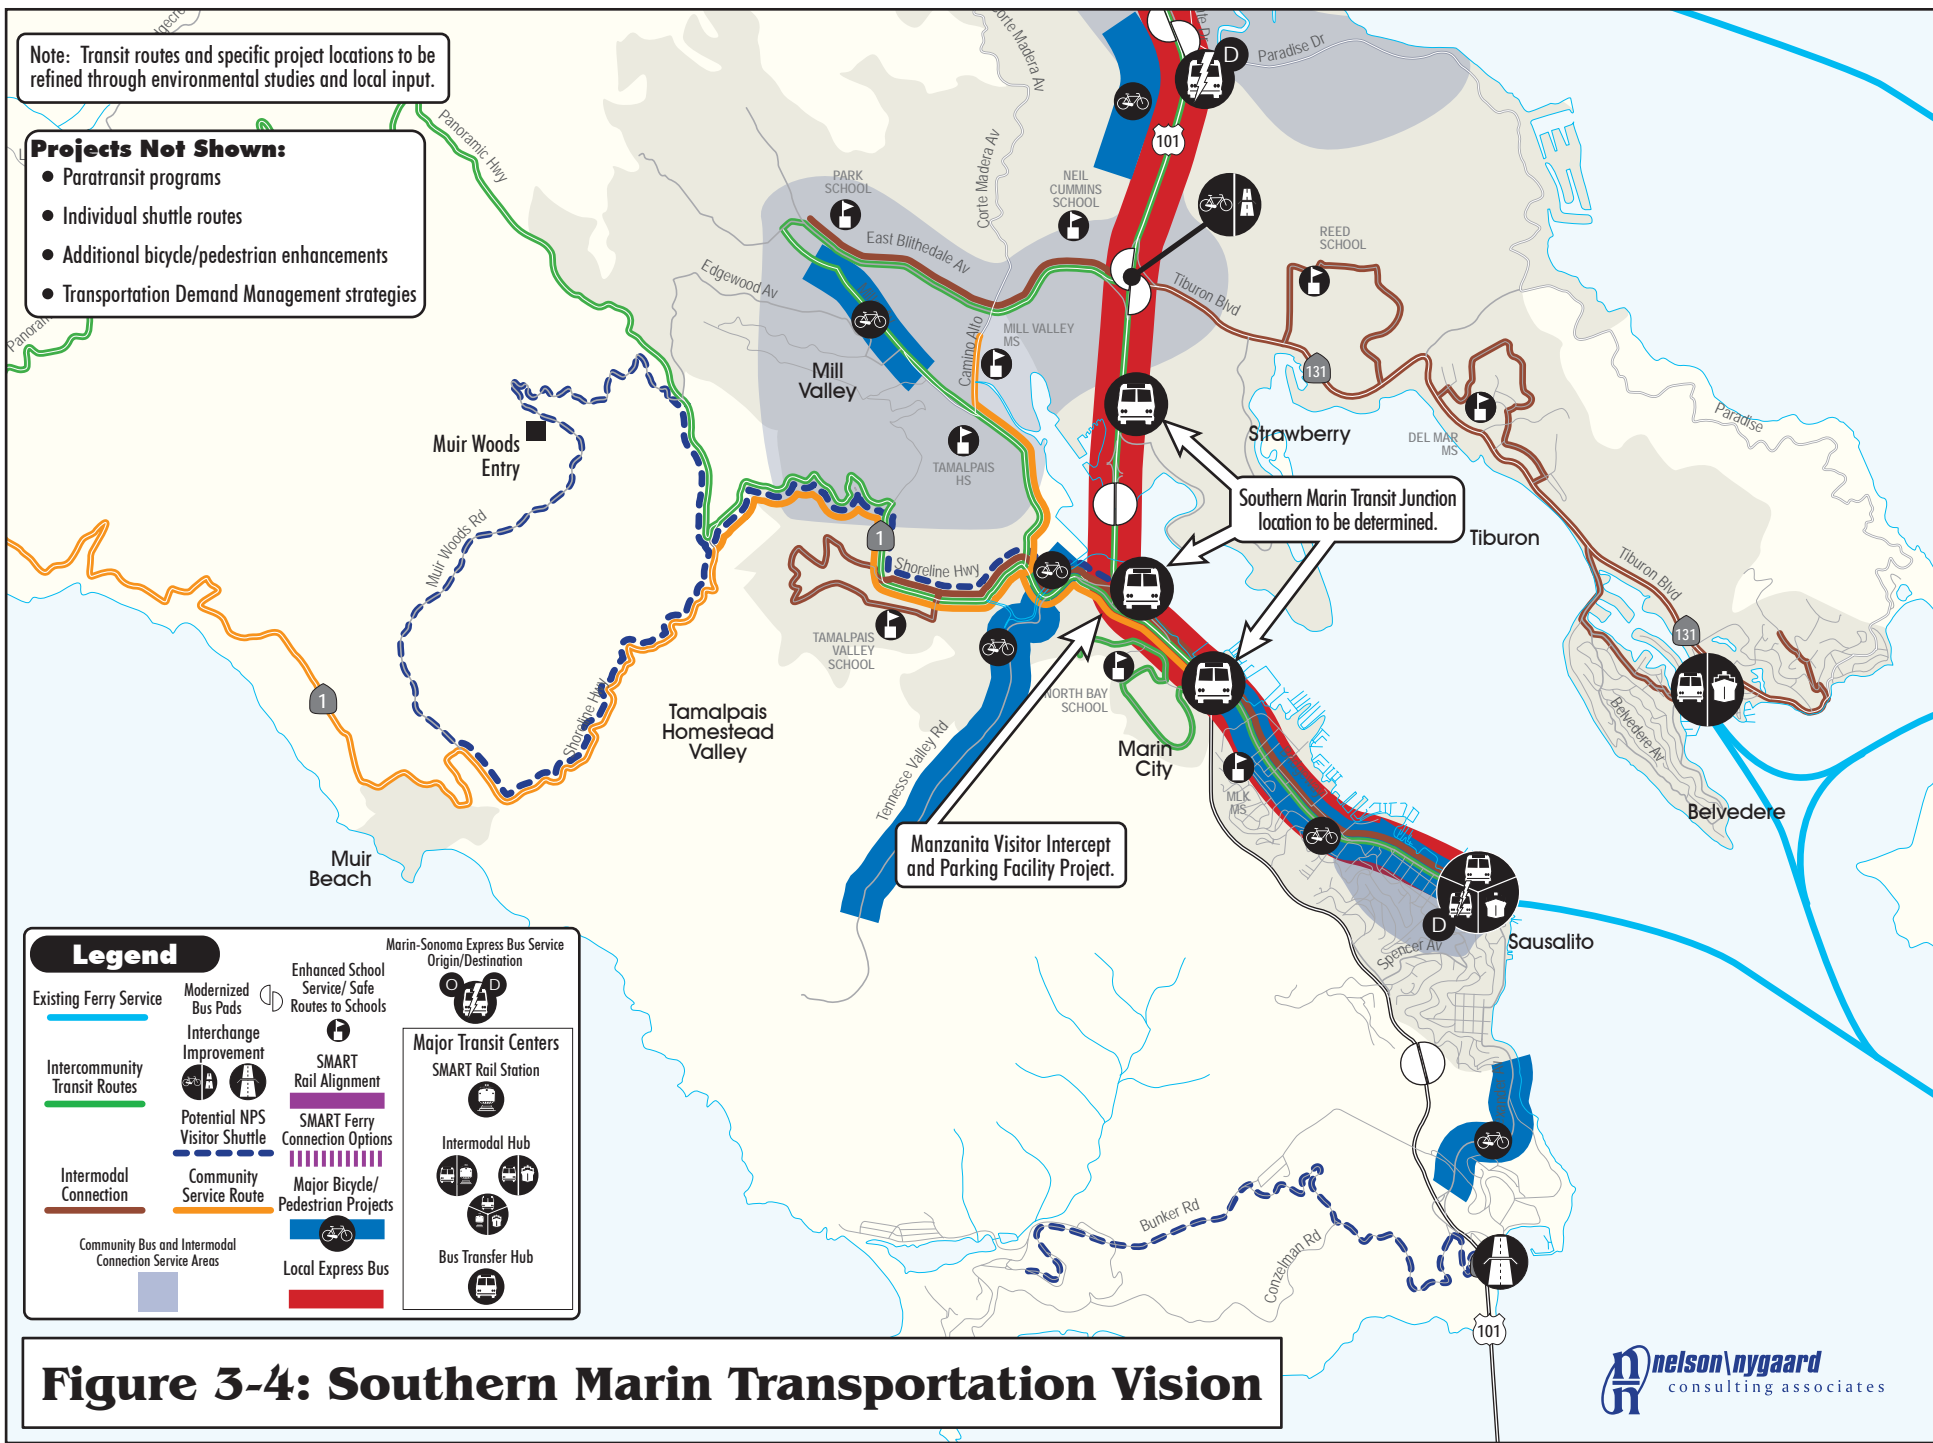 Note: Transit routes and specific project locations to be
refined through environmental studies and local input.
Projects Not Shown:
● Paratransit programs
● Individual shuttle routes
● Additional bicycle/pedestrian enhancements
● Transportation Demand Management strategies
Panoramic Hwy
Corte Madera Av
Corte Madera Av
Paradise Dr
D
101
PARK
SCHOOL
NEIL
CUMMINS
SCHOOL
REED
SCHOOL
East Blithedale Av
Edgewood Av
Tiburon Blvd
Camino Alto
MILL VALLEY
MS
131
Mill
Valley
Paradise
Muir Woods
Entry
Strawberry
DEL MAR
MS
TAMALPAIS
HS
Southern Marin Transit Junction
location to be determined.
Tiburon
Muir Woods Rd
1
Shoreline Hwy
Tiburon Blvd
TAMALPAIS
VALLEY
SCHOOL
131
1
NORTH BAY
SCHOOL
Shoreline Hwy
Tamalpais
Homestead
Valley
Tennesse Valley Rd
Marin
City
Belvedere Av
MLK
MS
Belvedere
Manzanita Visitor Intercept
and Parking Facility Project.
Muir
Beach
D
Spencer Av
Sausalito
Legend
Existing Ferry Service
Intercommunity
Transit Routes
Intermodal
Connection
Community Bus and Intermodal
Connection Service Areas
Modernized
Bus Pads
Interchange
Improvement
Potential NPS
Visitor Shuttle
Community
Service Route
Enhanced School
Service/ Safe
Routes to Schools
SMART
Rail Alignment
SMART Ferry
Connection Options
Major Bicycle/
Pedestrian Projects
Local Express Bus
Marin-Sonoma Express Bus Service
Origin/Destination
O D
Major Transit Centers
SMART Rail Station
Intermodal Hub
Bus Transfer Hub
Bunker Rd
Conzelman Rd
101
Figure 3-4: Southern Marin Transportation Vision
nn
nelson\nygaard
consulting associates